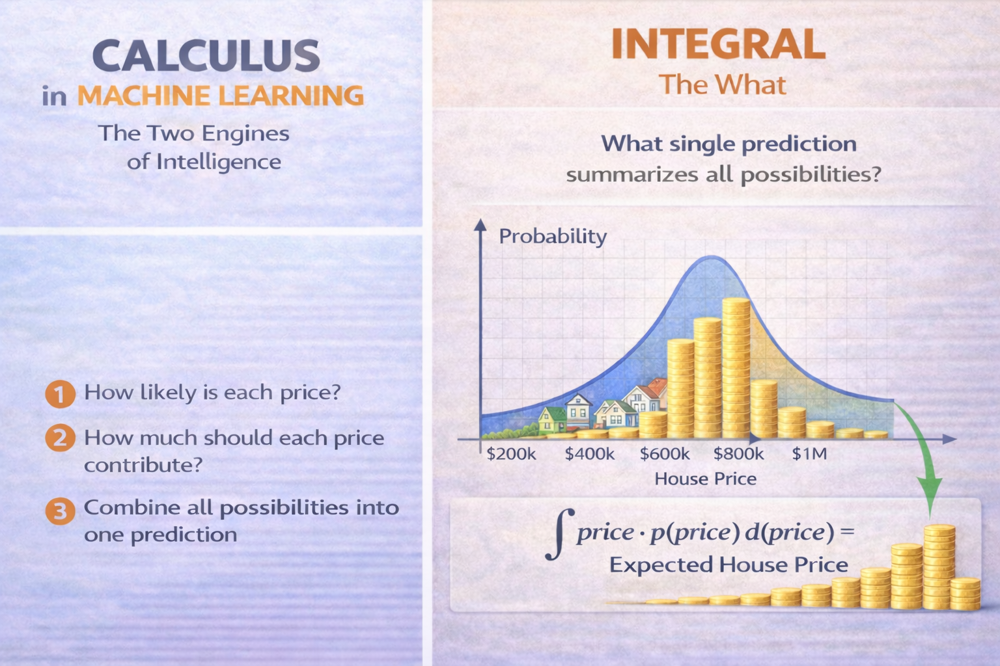 CALCULUS
in MACHINE LEARNING
The Two Engines
of Intelligence
1 How likely is each price?
2 How much should each price
contribute?
3 Combine all possibilities into
one prediction
INTEGRAL
The What
What single prediction
summarizes all possibilities?
Probability
$200k $400k $600k $800k $1M
House Price
∫ price · p(price) d(price) =
Expected House Price